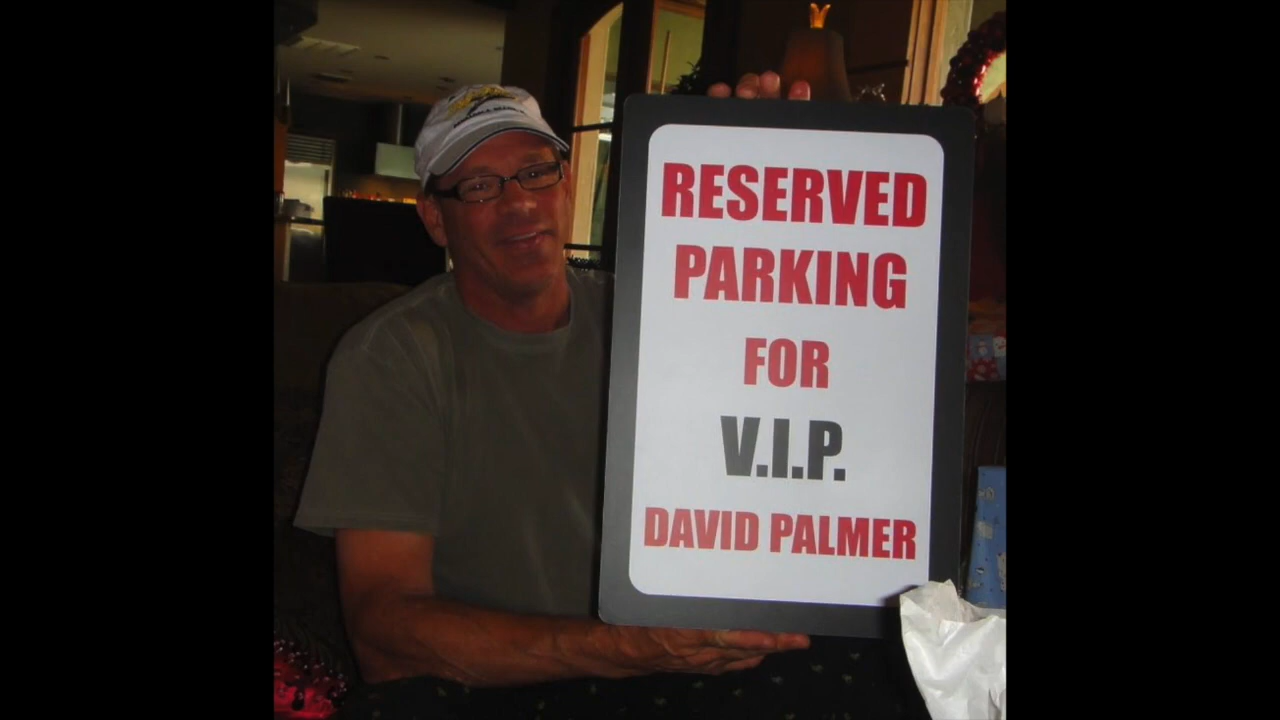 RESERVED
PARKING
FOR
V.I.P.
DAVID PALMER